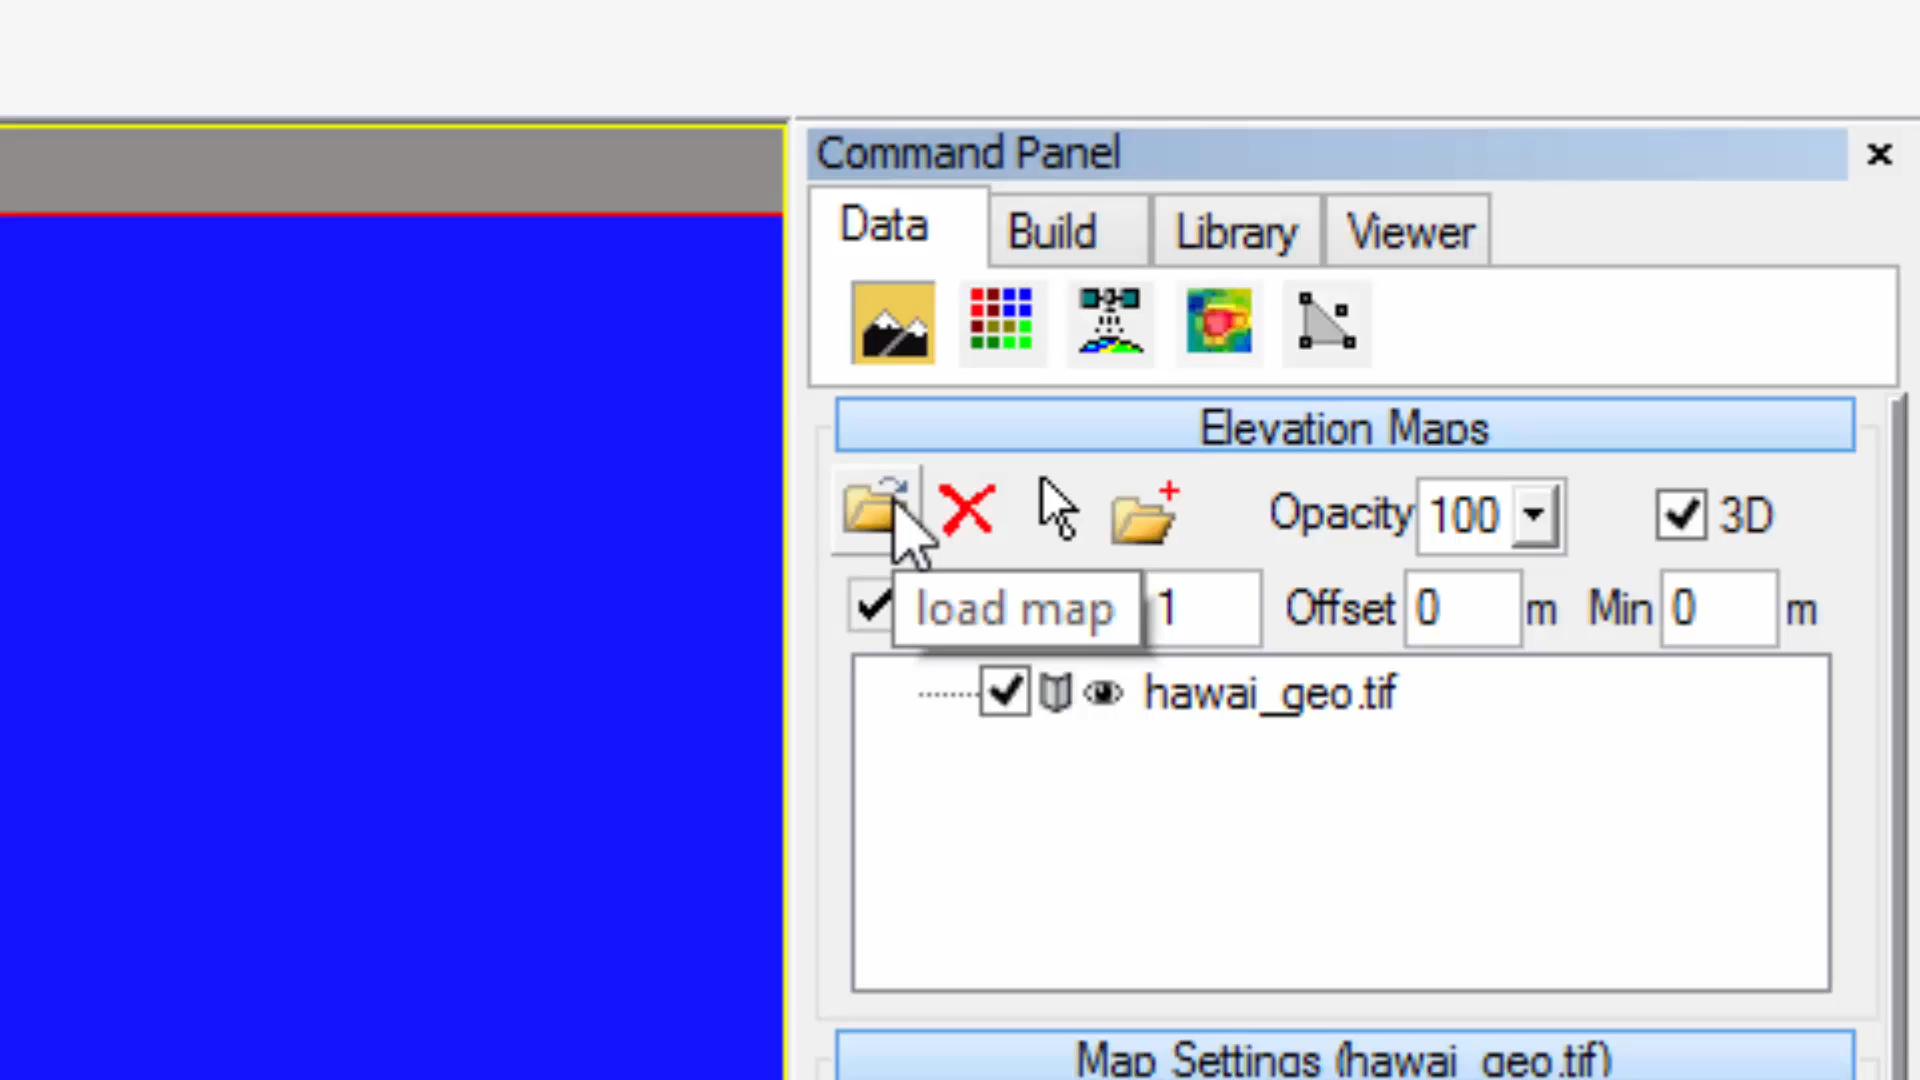 Command Panel
Data Build Library Viewer
Elevation Maps
Opacity 100 3D
load map 1 Offset 0 m Min 0 m
hawai_geo.tif
Map Settings (hawai_geo.tif)